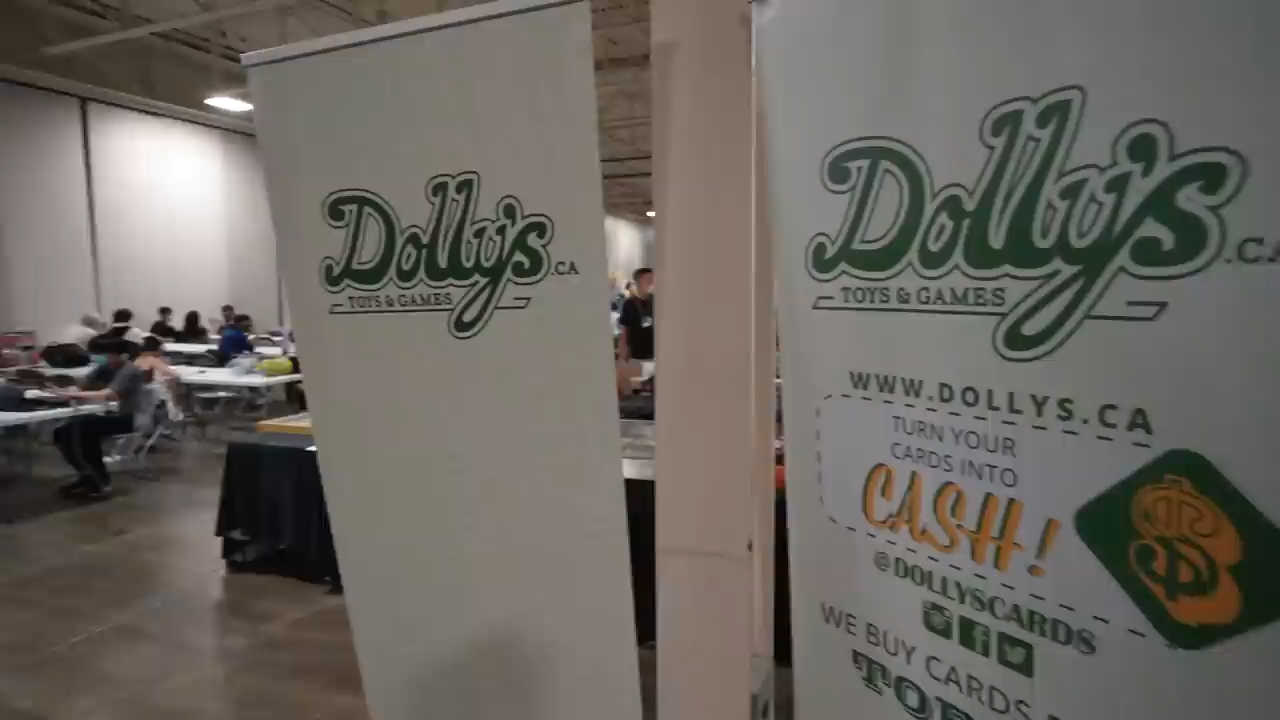 Dolly's
.CA
TOYS & GAMES
Dolly's
.CA
TOYS & GAMES
WWW.DOLLYS.CA
TURN YOUR
CARDS INTO
CASH!
@DOLLYSCARDS
WE BUY CARDS